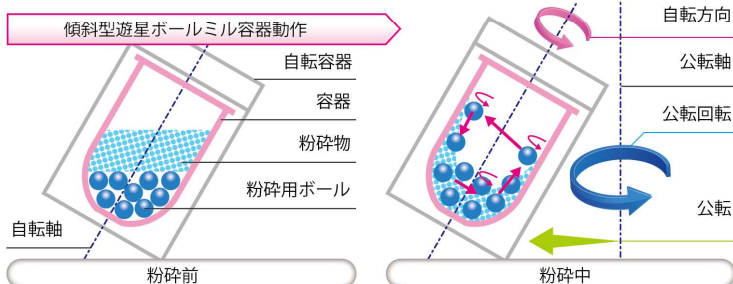 傾斜型遊星ボールミル容器動作
自転容器
容器
粉砕物
粉砕用ボール
自転軸
粉砕前
自転方向
公転軸
公転回転
公転
粉砕中